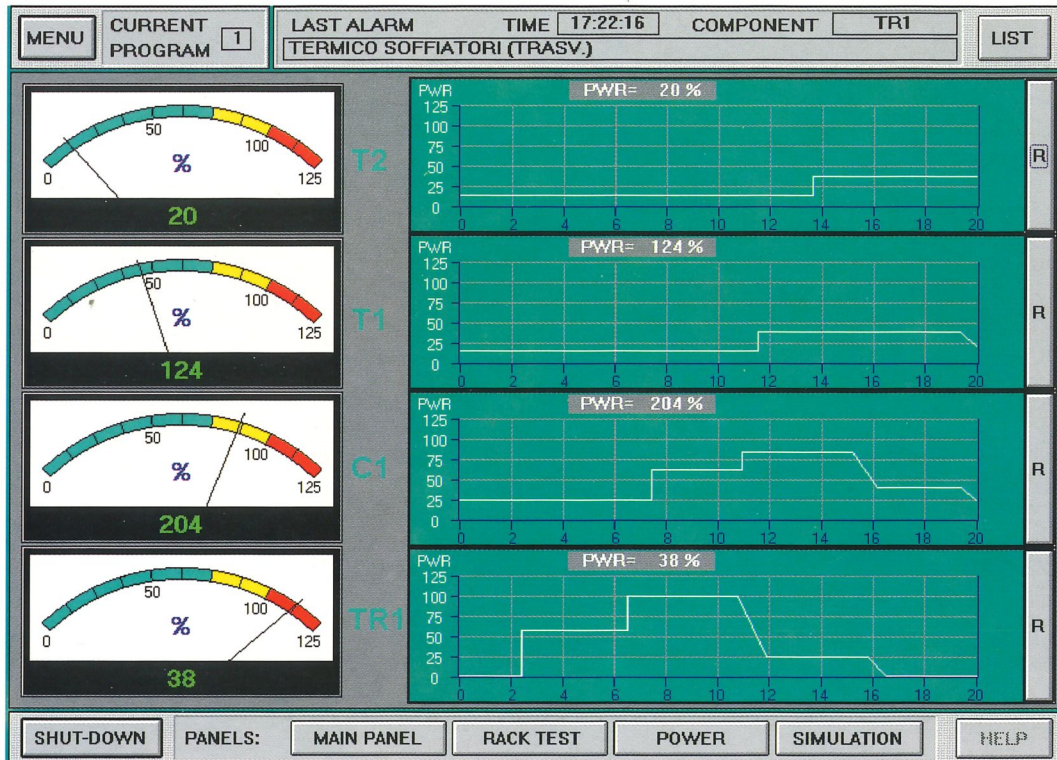 MENU
CURRENT PROGRAM 1
LAST ALARM TIME 17:22:16 COMPONENT TR1
TERMICO SOFFIATORI (TRASV.)
LIST
0 50 100 125
%
20
T2
PWR PWR= 20 %
125
100
75
50
25
0
0 2 4 6 8 10 12 14 16 18 20
R
0 50 100 125
%
124
T1
PWR PWR= 124 %
125
100
75
50
25
0
0 2 4 6 8 10 12 14 16 18 20
R
0 50 100 125
%
204
C1
PWR PWR= 204 %
125
100
75
50
25
0
0 2 4 6 8 10 12 14 16 18 20
R
0 50 100 125
%
38
TR1
PWR PWR= 38 %
125
100
75
50
25
0
0 2 4 6 8 10 12 14 16 18 20
R
SHUT-DOWN PANELS: MAIN PANEL RACK TEST POWER SIMULATION HELP